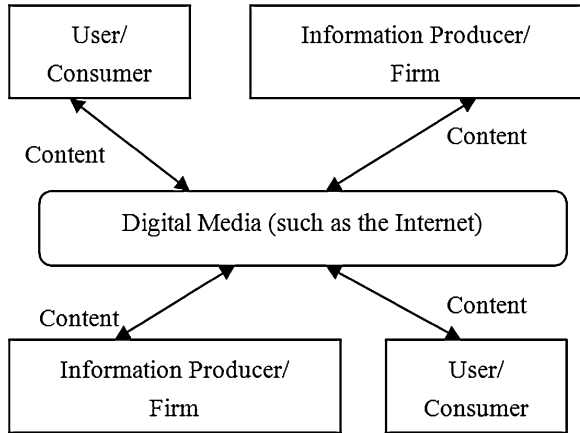 User/
Consumer
Information Producer/
Firm
Content
Content
Digital Media (such as the Internet)
Content
Content
Information Producer/
Firm
User/
Consumer